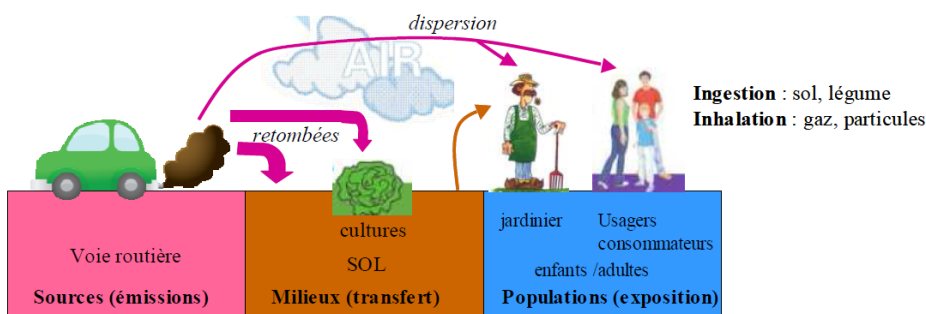 dispersion
AIR
retombées
Ingestion : sol, légume
Inhalation : gaz, particules
Voie routière
Sources (émissions)
cultures
SOL
Milieux (transfert)
jardinier
Usagers
consommateurs
enfants /adultes
Populations (exposition)